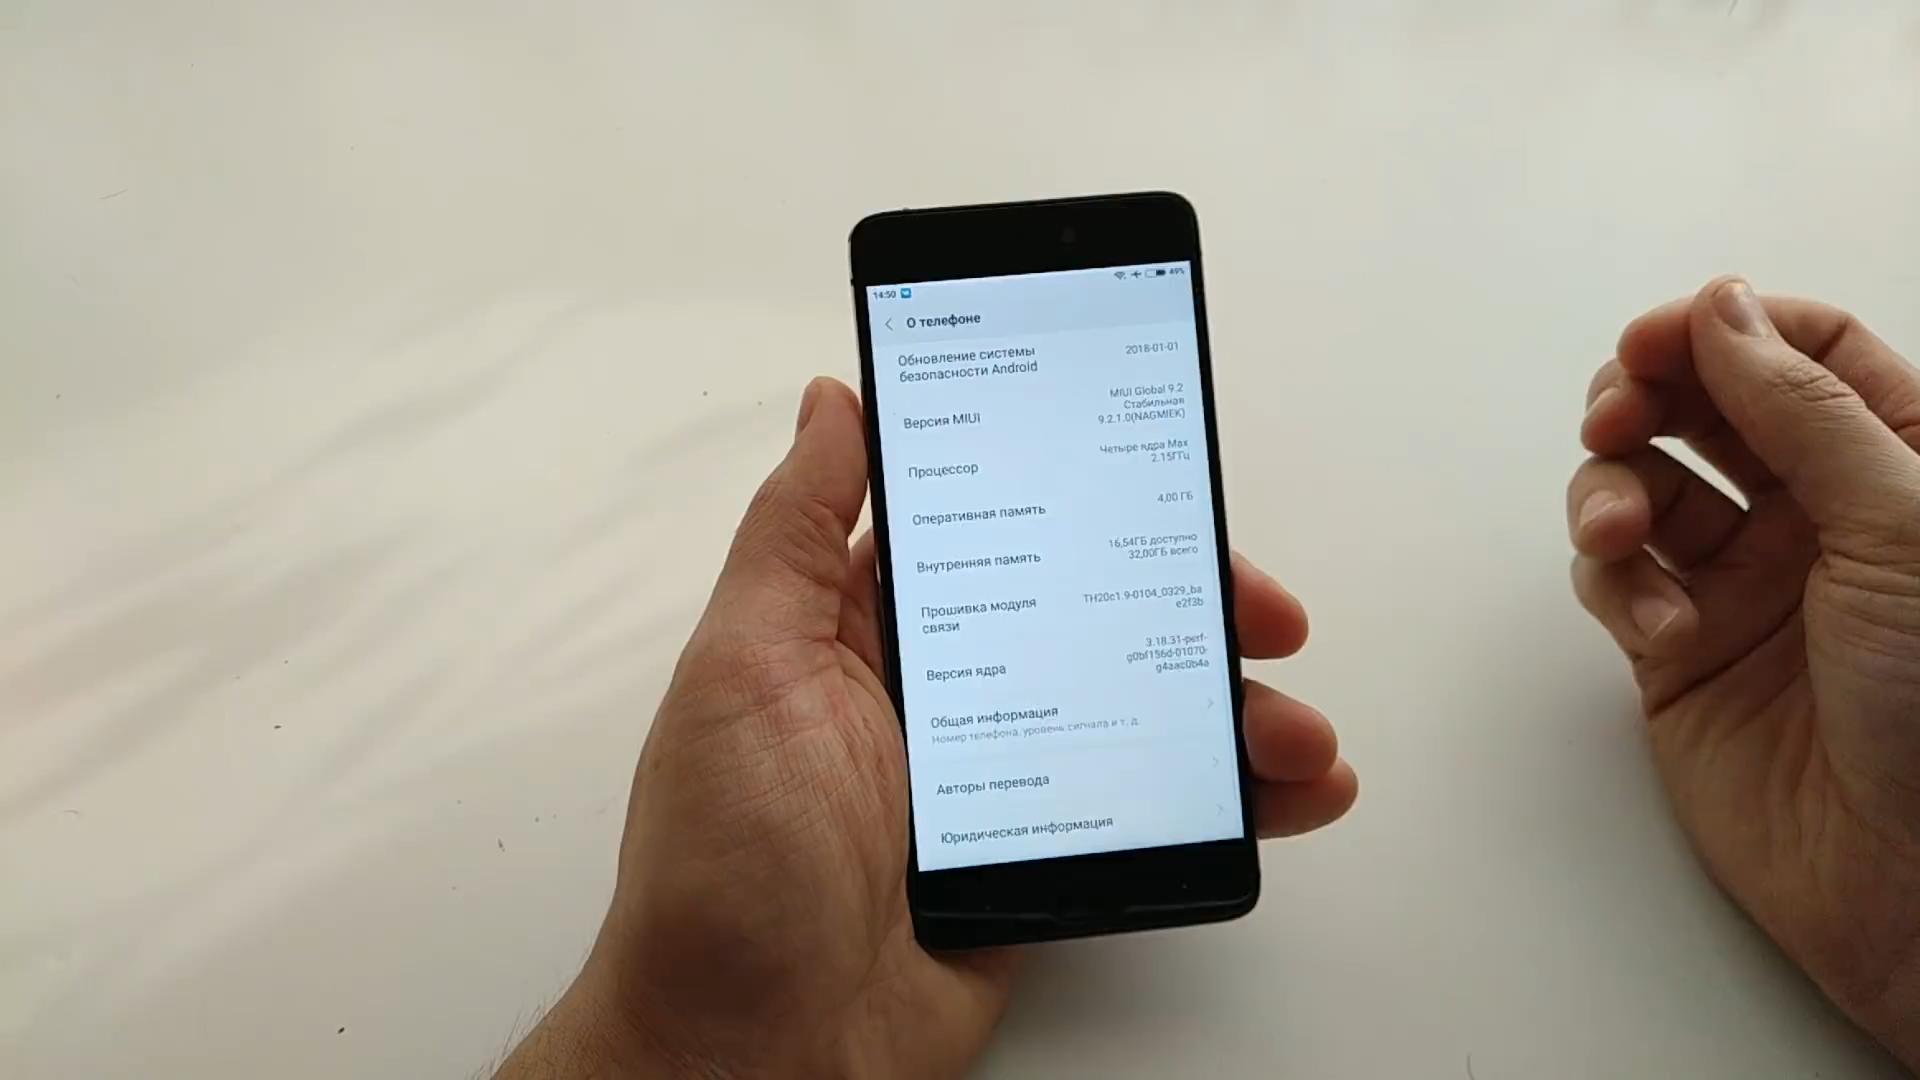 14:50
49%
О телефоне
Обновление системы
безопасности Android
2018-01-01
Версия MIUI
MIUI Global 9.2
Стабильная
9.2.1.0(NAGMIEK)
Процессор
Четыре ядра Max
2.15ГГц
Оперативная память
4,00 ГБ
Внутренняя память
16,54ГБ доступно
32,00ГБ всего
Прошивка модуля
связи
TH20c1.9-0104_0329_ba
e2f3b
Версия ядра
3.18.31-perf-
g0bf156d-01070-
g4aac0b4a
Общая информация
Номер телефона, уровень сигнала и т. д.
Авторы перевода
Юридическая информация